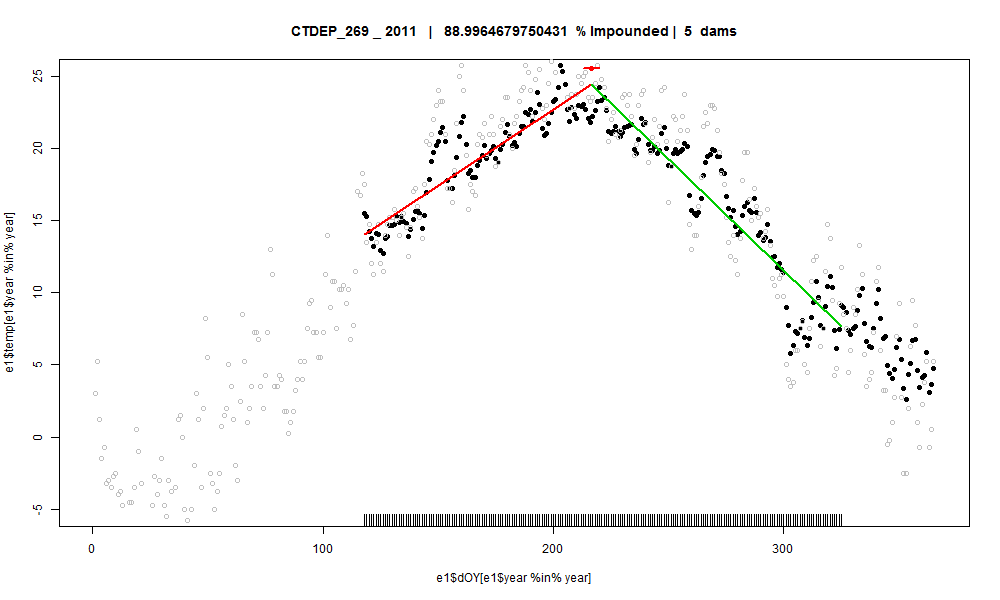 CTDEP_269 _ 2011 | 88.9964679750431 % Impounded | 5 dams
e1$temp[e1$year %in% year]
25
20
15
10
5
0
-5
0 100 200 300
e1$dOY[e1$year %in% year]